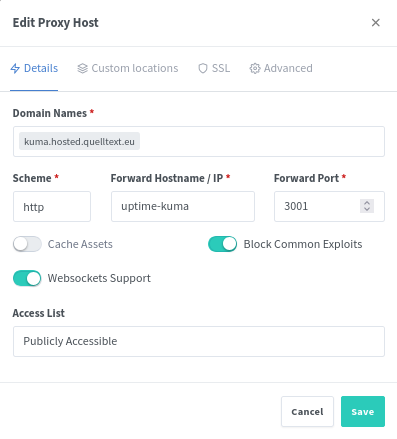 Edit Proxy Host
Details Custom locations SSL Advanced
Domain Names *
kuma.hosted.quelltext.eu
Scheme * Forward Hostname / IP * Forward Port *
http uptime-kuma 3001
Cache Assets Block Common Exploits
Websockets Support
Access List
Publicly Accessible
Cancel Save